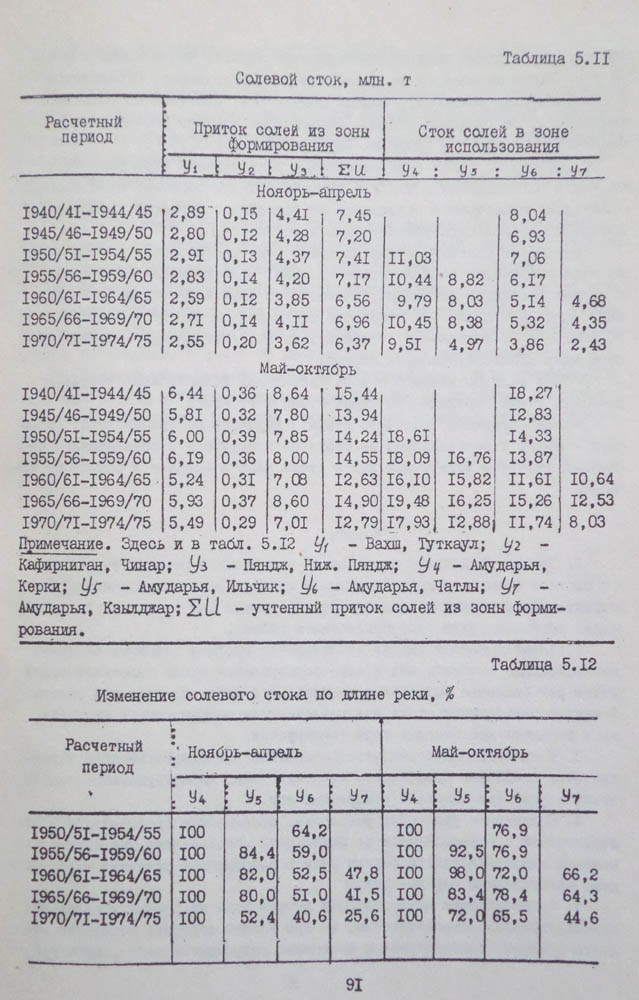 Таблица 5.II
Солевой сток, млн. т
Расчетный период | Приток солей из зоны формирования | Сток солей в зоне использования
У1 | У2 | У3 | ΣU | У4 : У5 : У6 : У7
Ноябрь-апрель
I940/4I-I944/45 | 2,89 | 0,I5 | 4,4I | 7,45 | | | 8,04 |
I945/46-I949/50 | 2,80 | 0,I2 | 4,28 | 7,20 | | | 6,93 |
I950/5I-I954/55 | 2,9I | 0,I3 | 4,37 | 7,4I | II,03 | | 7,06 |
I955/56-I959/60 | 2,83 | 0,I4 | 4,20 | 7,I7 | I0,44 | 8,82 | 6,I7 |
I960/6I-I964/65 | 2,59 | 0,I2 | 3,85 | 6,56 | 9,79 | 8,03 | 5,I4 | 4,68
I965/66-I969/70 | 2,7I | 0,I4 | 4,II | 6,96 | I0,45 | 8,38 | 5,32 | 4,35
I970/7I-I974/75 | 2,55 | 0,20 | 3,62 | 6,37 | 9,5I | 4,97 | 3,86 | 2,43
Май-октябрь
I940/4I-I944/45 | 6,44 | 0,36 | 8,64 | I5,44 | | | I8,27 |
I945/46-I949/50 | 5,8I | 0,32 | 7,80 | I3,94 | | | I2,83 |
I950/5I-I954/55 | 6,00 | 0,39 | 7,85 | I4,24 | I8,6I | | I4,33 |
I955/56-I959/60 | 6,I9 | 0,36 | 8,00 | I4,55 | I8,09 | I6,76 | I3,87 |
I960/6I-I964/65 | 5,24 | 0,3I | 7,08 | I2,63 | I6,I0 | I5,82 | II,6I | I0,64
I965/66-I969/70 | 5,93 | 0,37 | 8,60 | I4,90 | I9,48 | I6,25 | I5,26 | I2,53
I970/7I-I974/75 | 5,49 | 0,29 | 7,0I | I2,79 | I7,93 | I2,88 | II,74 | 8,03
Примечание. Здесь и в табл. 5.I2 У1 - Вахш, Туткаул; У2 -
Кафирниган, Чинар; У3 - Пяндж, Ниж. Пяндж; У4 - Амударья,
Керки; У5 - Амударья, Ильчик; У6 - Амударья, Чатлы; У7 -
Амударья, Кзылджар; ΣU - учтенный приток солей из зоны форми-
рования.
Таблица 5.I2
Изменение солевого стока по длине реки, %
Расчетный период | Ноябрь-апрель | Май-октябрь
У4 | У5 | У6 | У7 | У4 | У5 | У6 | У7
I950/5I-I954/55 | I00 | | 64,2 | | I00 | | 76,9 |
I955/56-I959/60 | I00 | 84,4 | 59,0 | | I00 | 92,5 | 76,9 |
I960/6I-I964/65 | I00 | 82,0 | 52,5 | 47,8 | I00 | 98,0 | 72,0 | 66,2
I965/66-I969/70 | I00 | 80,0 | 5I,0 | 4I,5 | I00 | 83,4 | 78,4 | 64,3
I970/7I-I974/75 | I00 | 52,4 | 40,6 | 25,6 | I00 | 72,0 | 65,5 | 44,6
9I